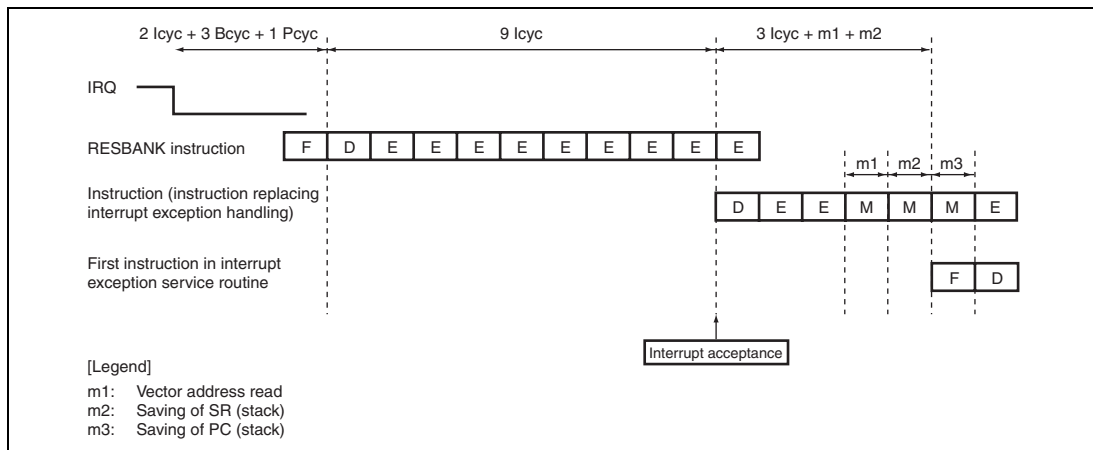 2 Icyc + 3 Bcyc + 1 Pcyc 9 Icyc 3 Icyc + m1 + m2
IRQ
RESBANK instruction F D E E E E E E E E E
m1 m2 m3
Instruction (instruction replacing
interrupt exception handling)
D E E M M M E
First instruction in interrupt
exception service routine
F D
Interrupt acceptance
[Legend]
m1: Vector address read
m2: Saving of SR (stack)
m3: Saving of PC (stack)